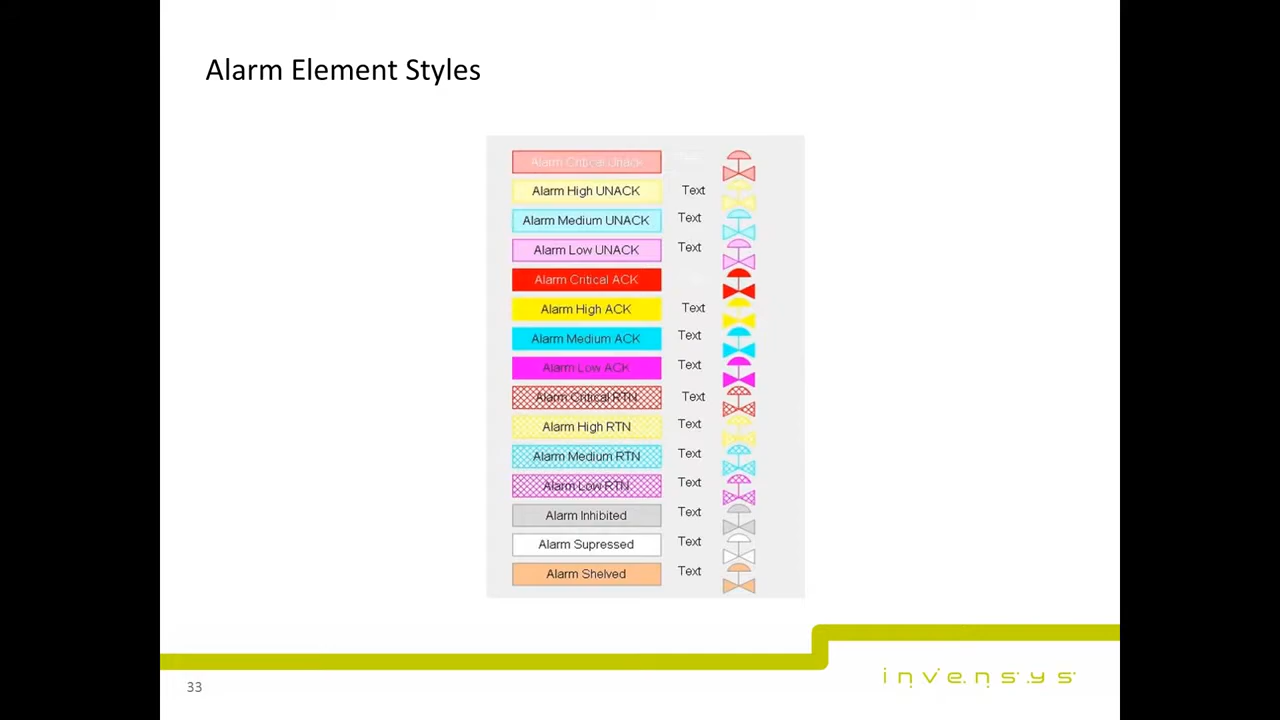 Alarm Element Styles
Alarm Critical Unack Text
Alarm High UNACK Text
Alarm Medium UNACK Text
Alarm Low UNACK Text
Alarm Critical ACK
Alarm High ACK Text
Alarm Medium ACK Text
Alarm Low ACK Text
Alarm Critical RTN Text
Alarm High RTN Text
Alarm Medium RTN Text
Alarm Low RTN Text
Alarm Inhibited Text
Alarm Supressed Text
Alarm Shelved Text
33
invensys